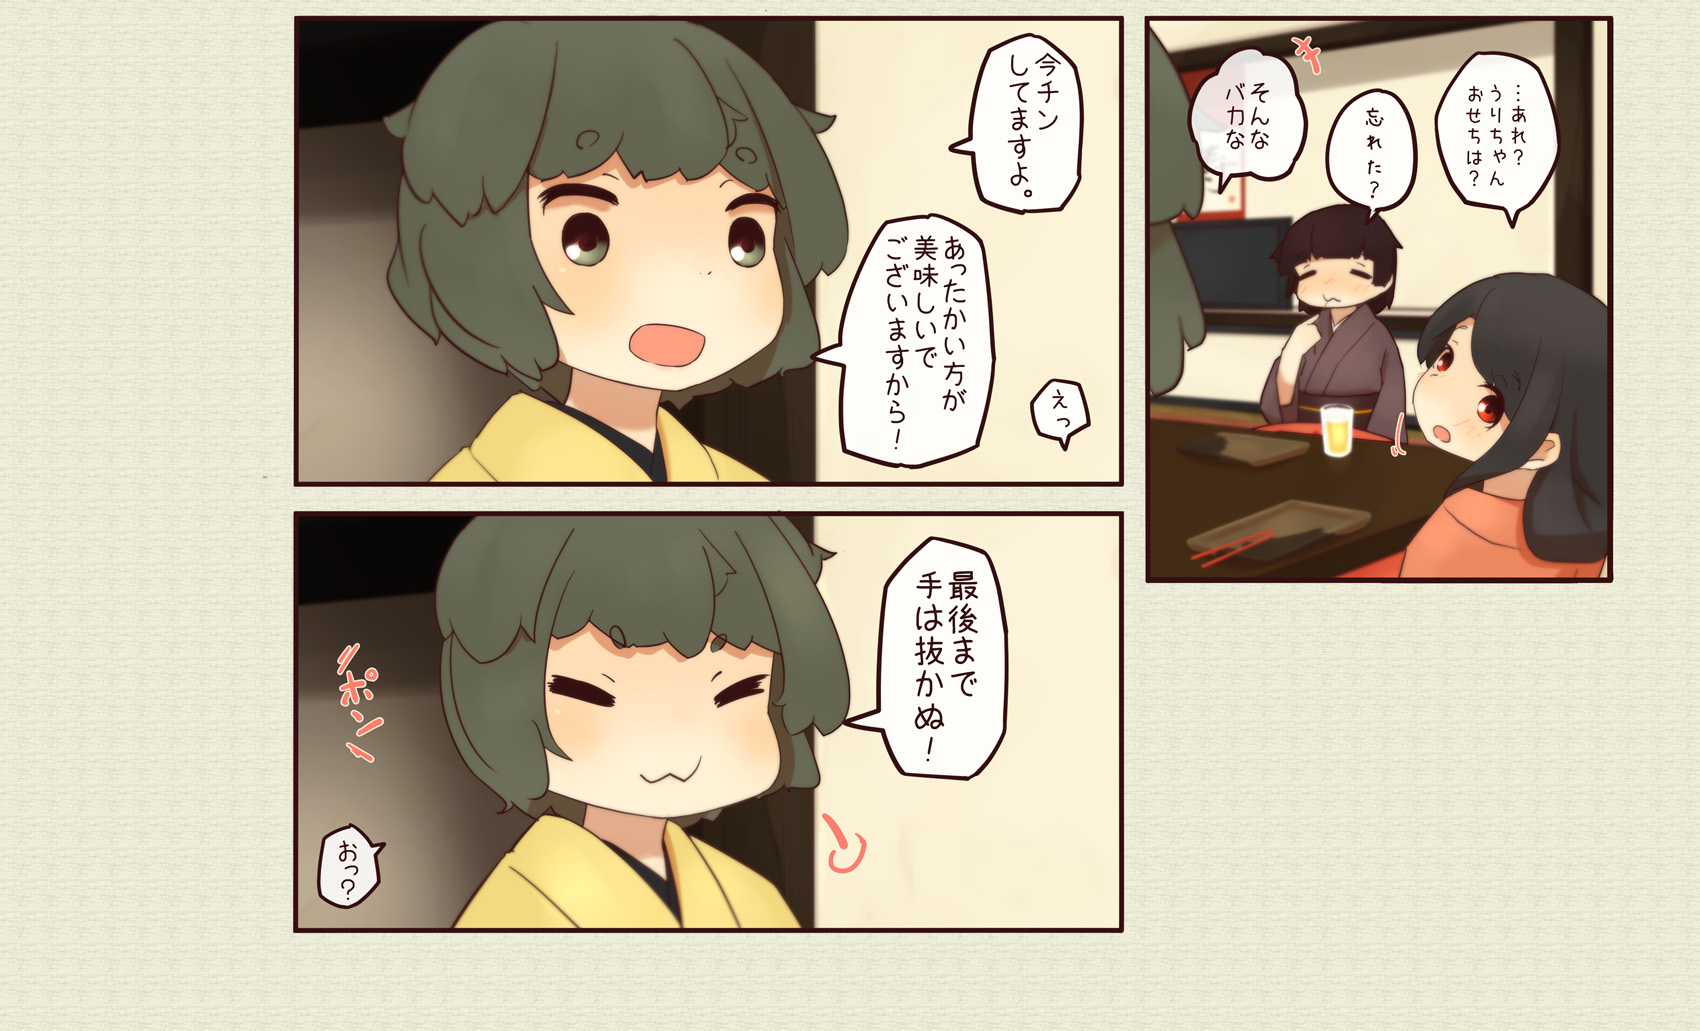 …あれ?
うりちゃん
おせちは?
忘れた?
そんな
バカな
今チン
してますよ。
えっ
あったかい方が
美味しいで
ございますから!
最後まで
手は抜かぬ!
ポンッ
おっ?